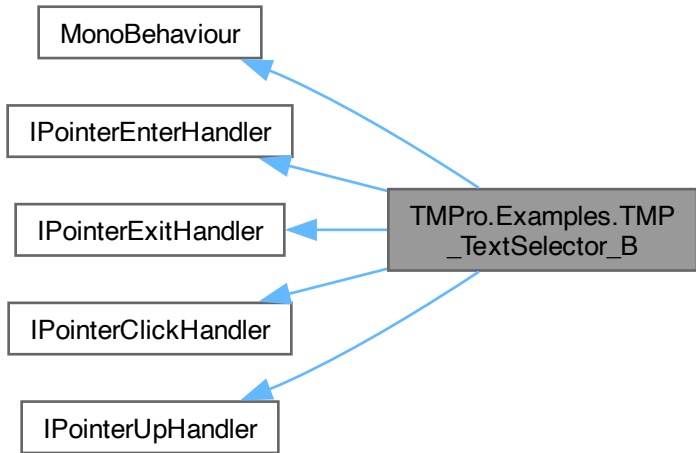 MonoBehaviour
IPointerEnterHandler
IPointerExitHandler
IPointerClickHandler
IPointerUpHandler
TMPro.Examples.TMP
_TextSelector_B